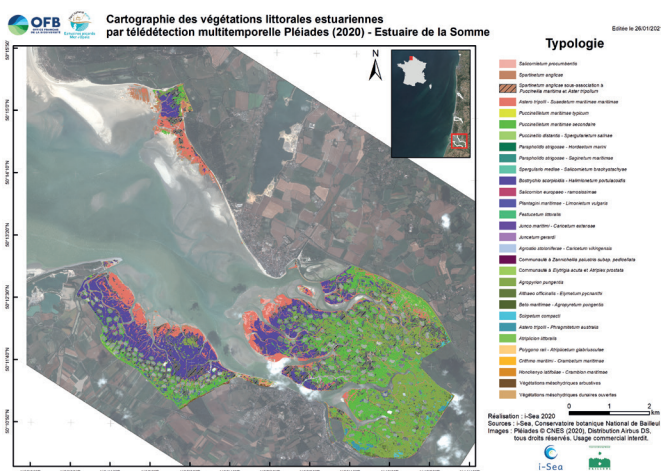 OFB
Cartographie des végétations littorales estuariennes
par télédétection multitemporelle Pléiades (2020) - Estuaire de la Somme
Editée le 26/01/202
N
Typologie
Salicornietum procumbentis
Spartinetum anglicae
Spartinetum anglicae sous-association à
Puccinellia maritima et Aster tripolium
Astero tripolii - Suaedetum maritimae maritimae
Puccinellietum maritimae typicum
Puccinellietum maritimae secondaire
Puccinellio distantis - Spergularietum salinae
Parapholido strigosae - Hordeetum marini
Parapholido strigosae - Saginetum maritimae
Spergulario mediae - Salicornietum brachystachyae
Bostrychio scorpioidis - Halimionetum portulacoidis
Salicornion europaeo - ramosissimae
Plantagini maritimae - Limonietum vulgaris
Festucetum littoralis
Junco maritimi - Caricetum extensae
Juncetum gerardi
Agrostio stoloniferae - Caricetum vikingensis
Communauté à Zannichellia palustris subsp. pedicellata
Communauté à Elytrigia acuta et Atriplex prostrata
Agropyrion pungentis
Althaeo officinalis - Elymetum pycnanthi
Beto maritimae - Agropyretum pungentis
Scirpetum compacti
Astero tripolii - Phragmitetum australis
Atriplicion littoralis
Polygono raii - Atriplicetum glabriusculae
Crithmo maritimi - Crambetum maritimae
Honckenyo latifoliae - Crambion maritimae
Végétations mésohydriques arbustives
Végétations mésohydriques dunaires ouvertes
0 1 2
km
Réalisation : i-Sea 2020
Sources : i-Sea, Conservatoire botanique National de Bailleul
Images : Pléiades © CNES (2020), Distribution Airbus DS,
tous droits réservés. Usage commercial interdit.
i-Sea